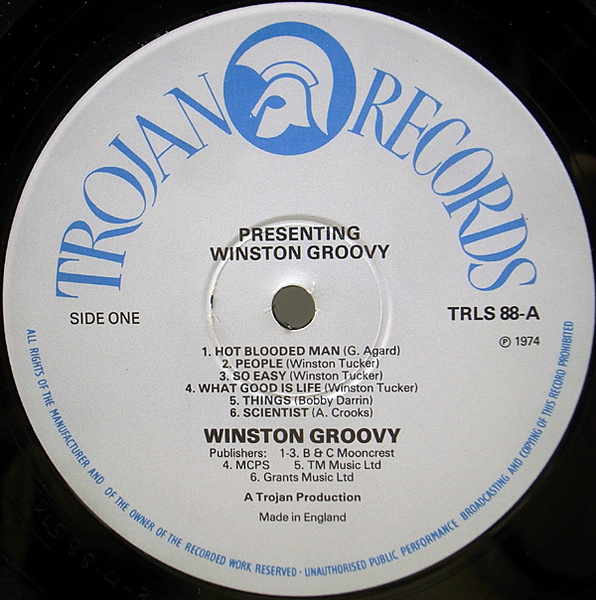 TROJAN RECORDS
PRESENTING
WINSTON GROOVY
SIDE ONE
TRLS 88-A
℗ 1974
1. HOT BLOODED MAN (G. Agard)
2. PEOPLE (Winston Tucker)
3. SO EASY (Winston Tucker)
4. WHAT GOOD IS LIFE (Winston Tucker)
5. THINGS (Bobby Darrin)
6. SCIENTIST (A. Crooks)
WINSTON GROOVY
Publishers: 1-3. B & C Mooncrest
4. MCPS 5. TM Music Ltd
6. Grants Music Ltd
A Trojan Production
Made in England
ALL RIGHTS OF THE MANUFACTURER AND OF THE OWNER OF THE RECORDED WORK RESERVED · UNAUTHORISED PUBLIC PERFORMANCE BROADCASTING AND COPYING OF THIS RECORD PROHIBITED